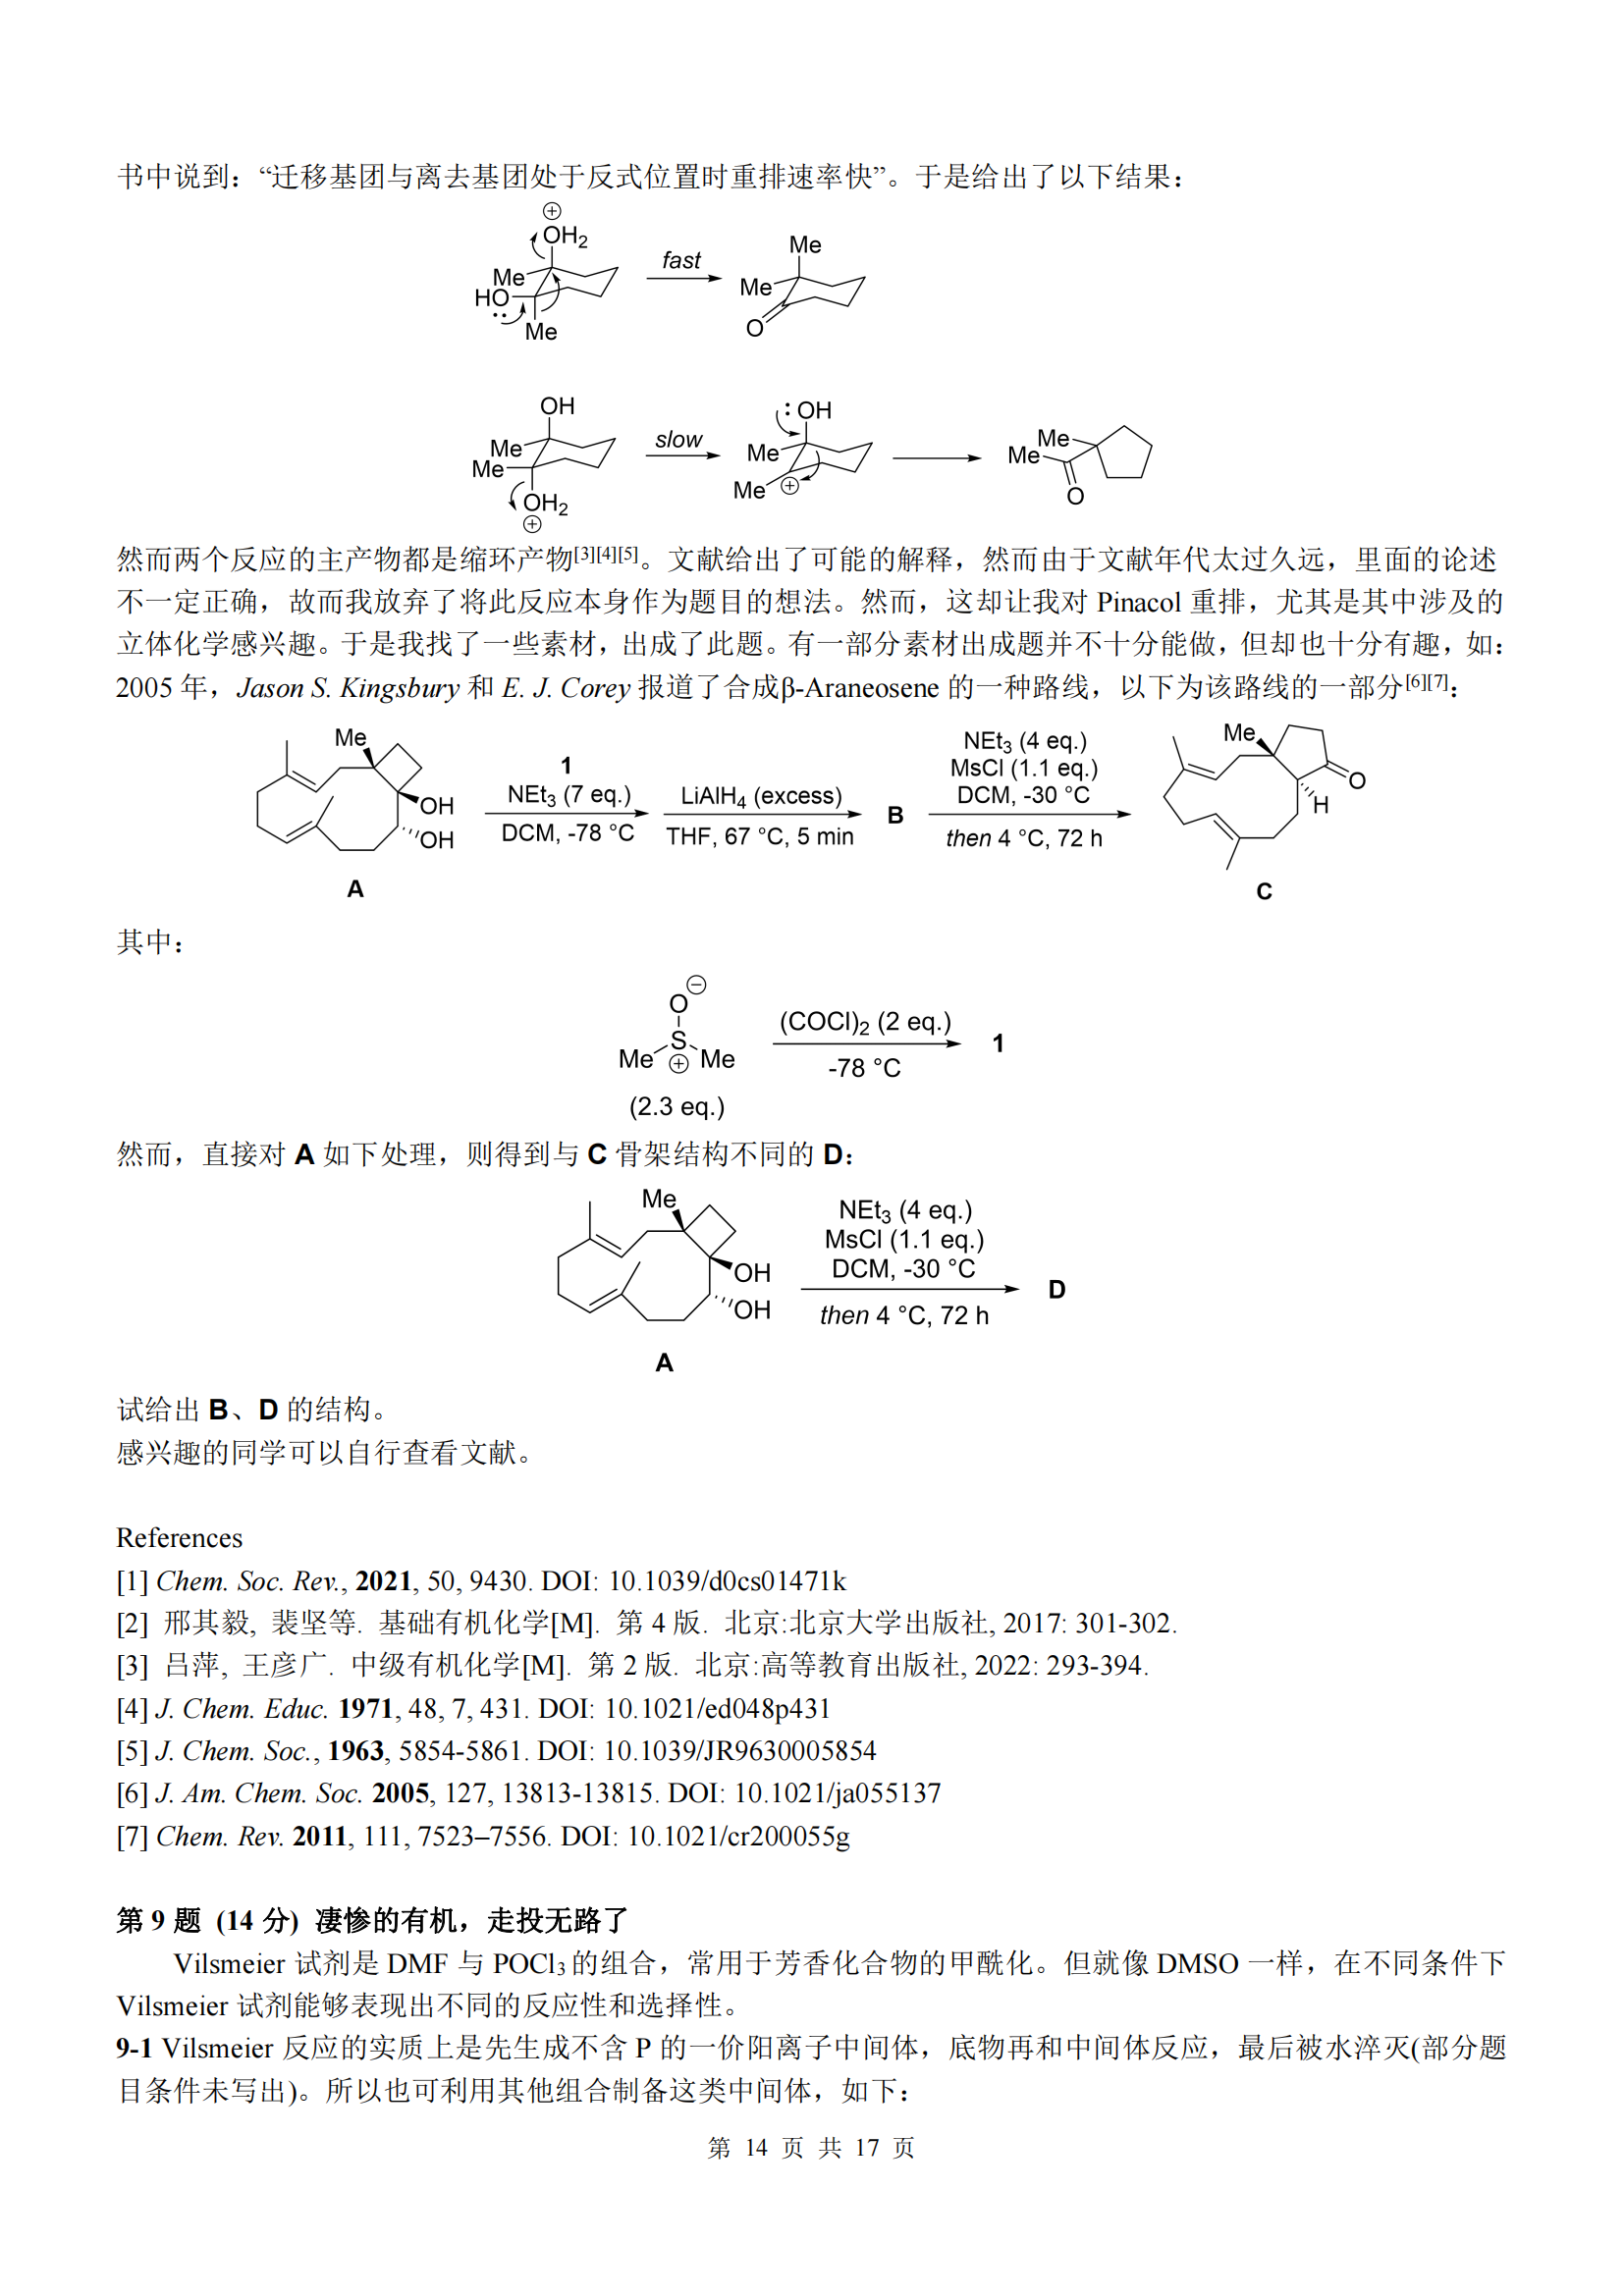 书中说到：“迁移基团与离去基团处于反式位置时重排速率快”。于是给出了以下结果：
⊕
OH2
Me
HO
Me
fast
Me
Me
O
OH
Me
Me
OH2
⊕
slow
:OH
Me
Me
⊕
Me
Me
O
然而两个反应的主产物都是缩环产物[3][4][5]。文献给出了可能的解释，然而由于文献年代太过久远，里面的论述
不一定正确，故而我放弃了将此反应本身作为题目的想法。然而，这却让我对 Pinacol 重排，尤其是其中涉及的
立体化学感兴趣。于是我找了一些素材，出成了此题。有一部分素材出成题并不十分能做，但却也十分有趣，如：
2005 年，Jason S. Kingsbury 和 E. J. Corey 报道了合成β-Araneosene 的一种路线，以下为该路线的一部分[6][7]：
Me
OH
OH
A
1
NEt3 (7 eq.)
DCM, -78 °C
LiAlH4 (excess)
THF, 67 °C, 5 min
B
NEt3 (4 eq.)
MsCl (1.1 eq.)
DCM, -30 °C
then 4 °C, 72 h
Me
O
H
C
其中：
⊖
O
Me S Me
⊕
(2.3 eq.)
(COCl)2 (2 eq.)
-78 °C
1
然而，直接对 A 如下处理，则得到与 C 骨架结构不同的 D：
Me
OH
OH
A
NEt3 (4 eq.)
MsCl (1.1 eq.)
DCM, -30 °C
then 4 °C, 72 h
D
试给出 B、D 的结构。
感兴趣的同学可以自行查看文献。
References
[1] Chem. Soc. Rev., 2021, 50, 9430. DOI: 10.1039/d0cs01471k
[2] 邢其毅, 裴坚等. 基础有机化学[M]. 第 4 版. 北京:北京大学出版社, 2017: 301-302.
[3] 吕萍, 王彦广. 中级有机化学[M]. 第 2 版. 北京:高等教育出版社, 2022: 293-394.
[4] J. Chem. Educ. 1971, 48, 7, 431. DOI: 10.1021/ed048p431
[5] J. Chem. Soc., 1963, 5854-5861. DOI: 10.1039/JR9630005854
[6] J. Am. Chem. Soc. 2005, 127, 13813-13815. DOI: 10.1021/ja055137
[7] Chem. Rev. 2011, 111, 7523–7556. DOI: 10.1021/cr200055g
第 9 题 (14 分) 凄惨的有机，走投无路了
Vilsmeier 试剂是 DMF 与 POCl3 的组合，常用于芳香化合物的甲酰化。但就像 DMSO 一样，在不同条件下
Vilsmeier 试剂能够表现出不同的反应性和选择性。
9-1 Vilsmeier 反应的实质上是先生成不含 P 的一价阳离子中间体，底物再和中间体反应，最后被水淬灭(部分题
目条件未写出)。所以也可利用其他组合制备这类中间体，如下：
第 14 页 共 17 页